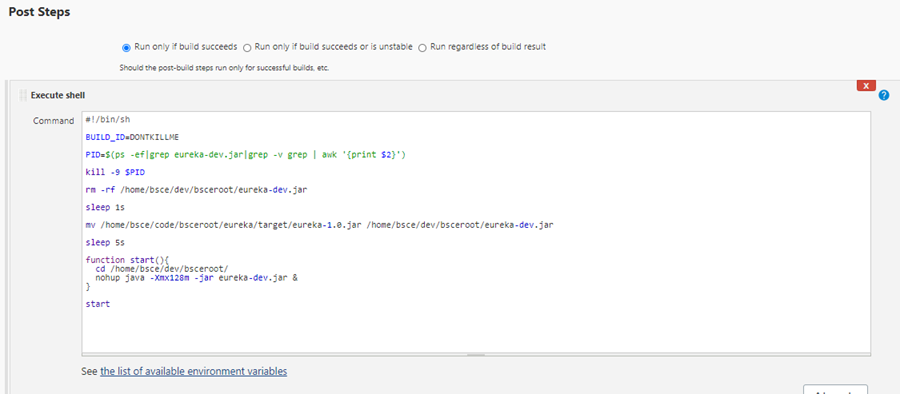 Post Steps
Run only if build succeeds Run only if build succeeds or is unstable Run regardless of build result
Should the post-build steps run only for successful builds, etc.
Execute shell
X
?
Command
#!/bin/sh
BUILD_ID=DONTKILLME
PID=$(ps -ef|grep eureka-dev.jar|grep -v grep | awk '{print $2}')
kill -9 $PID
rm -rf /home/bsce/dev/bsceroot/eureka-dev.jar
sleep 1s
mv /home/bsce/code/bsceroot/eureka/target/eureka-1.0.jar /home/bsce/dev/bsceroot/eureka-dev.jar
sleep 5s
function start(){
cd /home/bsce/dev/bsceroot/
nohup java -Xmx128m -jar eureka-dev.jar &
}
start
See the list of available environment variables